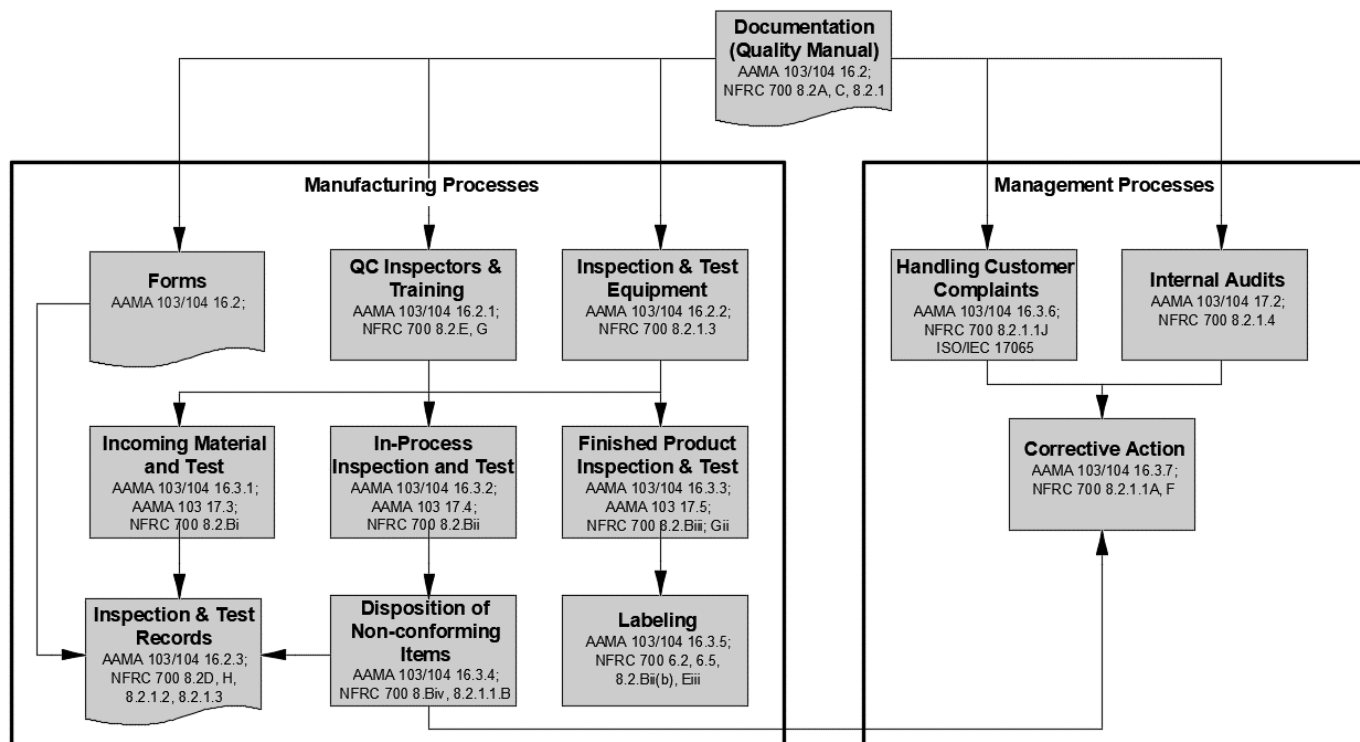 Documentation
(Quality Manual)
AAMA 103/104 16.2;
NFRC 700 8.2A, C, 8.2.1
Manufacturing Processes
Management Processes
Forms
AAMA 103/104 16.2;
QC Inspectors &
Training
AAMA 103/104 16.2.1;
NFRC 700 8.2.E, G
Inspection & Test
Equipment
AAMA 103/104 16.2.2;
NFRC 700 8.2.1.3
Handling Customer
Complaints
AAMA 103/104 16.3.6;
NFRC 700 8.2.1.1J
ISO/IEC 17065
Internal Audits
AAMA 103/104 17.2;
NFRC 700 8.2.1.4
Incoming Material
and Test
AAMA 103/104 16.3.1;
AAMA 103 17.3;
NFRC 700 8.2.Bi
In-Process
Inspection and Test
AAMA 103/104 16.3.2;
AAMA 103 17.4;
NFRC 700 8.2.Bii
Finished Product
Inspection & Test
AAMA 103/104 16.3.3;
AAMA 103 17.5;
NFRC 700 8.2.Biii; Gii
Corrective Action
AAMA 103/104 16.3.7;
NFRC 700 8.2.1.1A, F
Inspection & Test
Records
AAMA 103/104 16.2.3;
NFRC 700 8.2D, H,
8.2.1.2, 8.2.1.3
Disposition of
Non-conforming
Items
AAMA 103/104 16.3.4;
NFRC 700 8.Biv, 8.2.1.1.B
Labeling
AAMA 103/104 16.3.5;
NFRC 700 6.2, 6.5,
8.2.Bii(b), Eiii